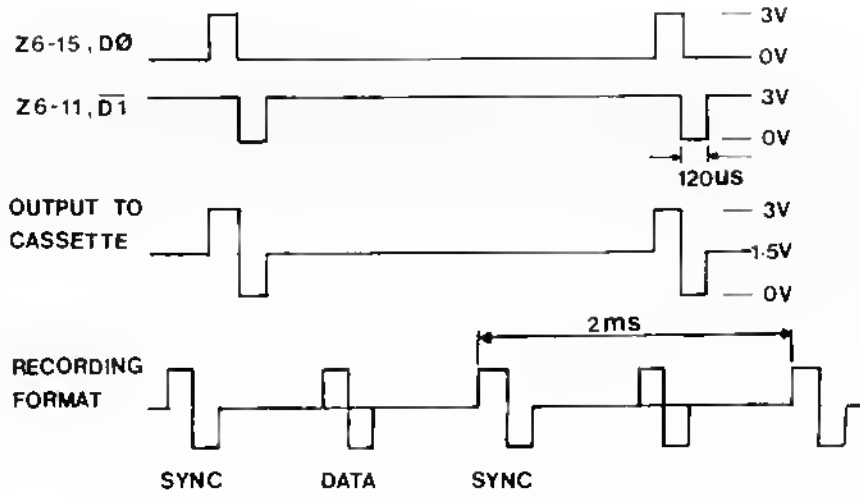 3V
Z6-15, DØ
0V
Z6-11, D1
3V
0V
120us
OUTPUT TO
CASSETTE
3V
1·5V
0V
2ms
RECORDING
FORMAT
SYNC DATA SYNC